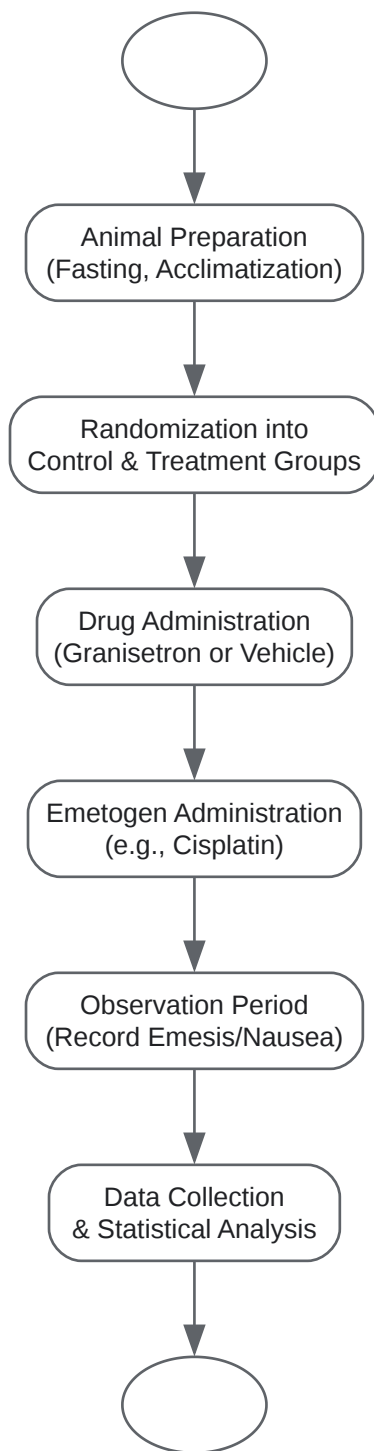 Animal Preparation
(Fasting, Acclimatization)
Randomization into
Control & Treatment Groups
Drug Administration
(Granisetron or Vehicle)
Emetogen Administration
(e.g., Cisplatin)
Observation Period
(Record Emesis/Nausea)
Data Collection
& Statistical Analysis